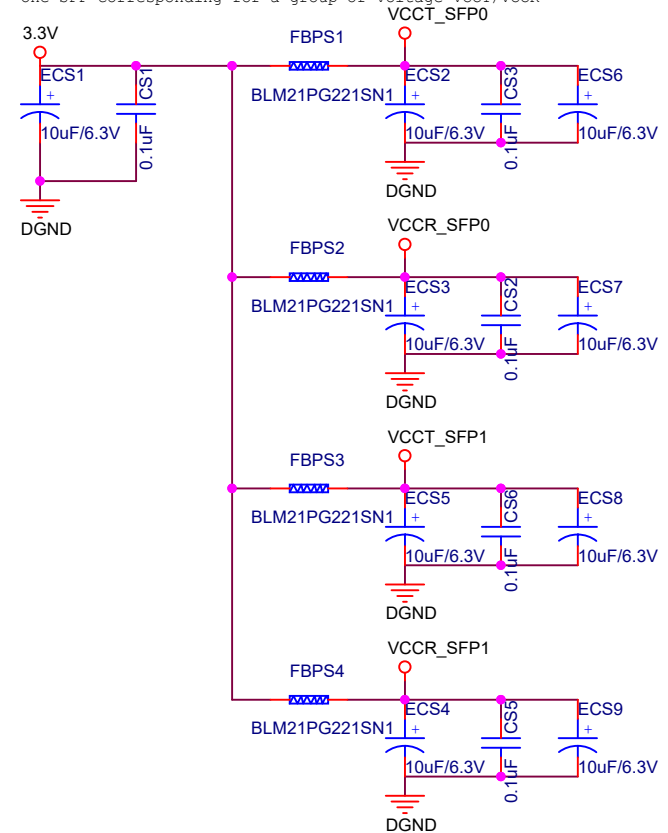 VCCT_SFP0
FBPS1
3.3V
ECS1
+
10uF/6.3V
CS1
0.1uF
DGND
BLM21PG221SN1
ECS2
+
10uF/6.3V
CS3
0.1uF
ECS6
+
10uF/6.3V
DGND
VCCR_SFP0
FBPS2
BLM21PG221SN1
ECS3
+
10uF/6.3V
CS2
0.1uF
ECS7
+
10uF/6.3V
DGND
VCCT_SFP1
FBPS3
BLM21PG221SN1
ECS5
+
10uF/6.3V
CS6
0.1uF
ECS8
+
10uF/6.3V
DGND
VCCR_SFP1
FBPS4
BLM21PG221SN1
ECS4
+
10uF/6.3V
CS5
0.1uF
ECS9
+
10uF/6.3V
DGND